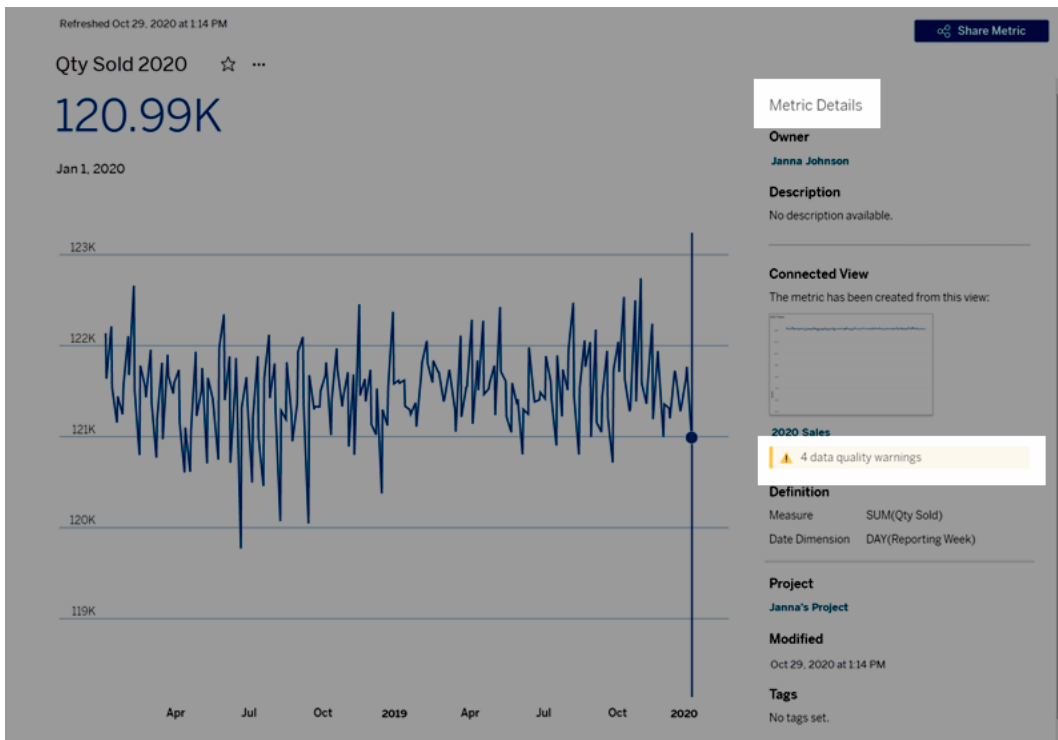 Refreshed Oct 29, 2020 at 1:14 PM
Share Metric
Qty Sold 2020
120.99K
Jan 1, 2020
123K
122K
121K
120K
119K
Apr
Jul
Oct
2019
Apr
Jul
Oct
2020
Metric Details
Owner
Janna Johnson
Description
No description available.
Connected View
The metric has been created from this view:
2020 Sales
4 data quality warnings
Definition
Measure SUM(Qty Sold)
Date Dimension DAY(Reporting Week)
Project
Janna's Project
Modified
Oct 29, 2020 at 1:14 PM
Tags
No tags set.